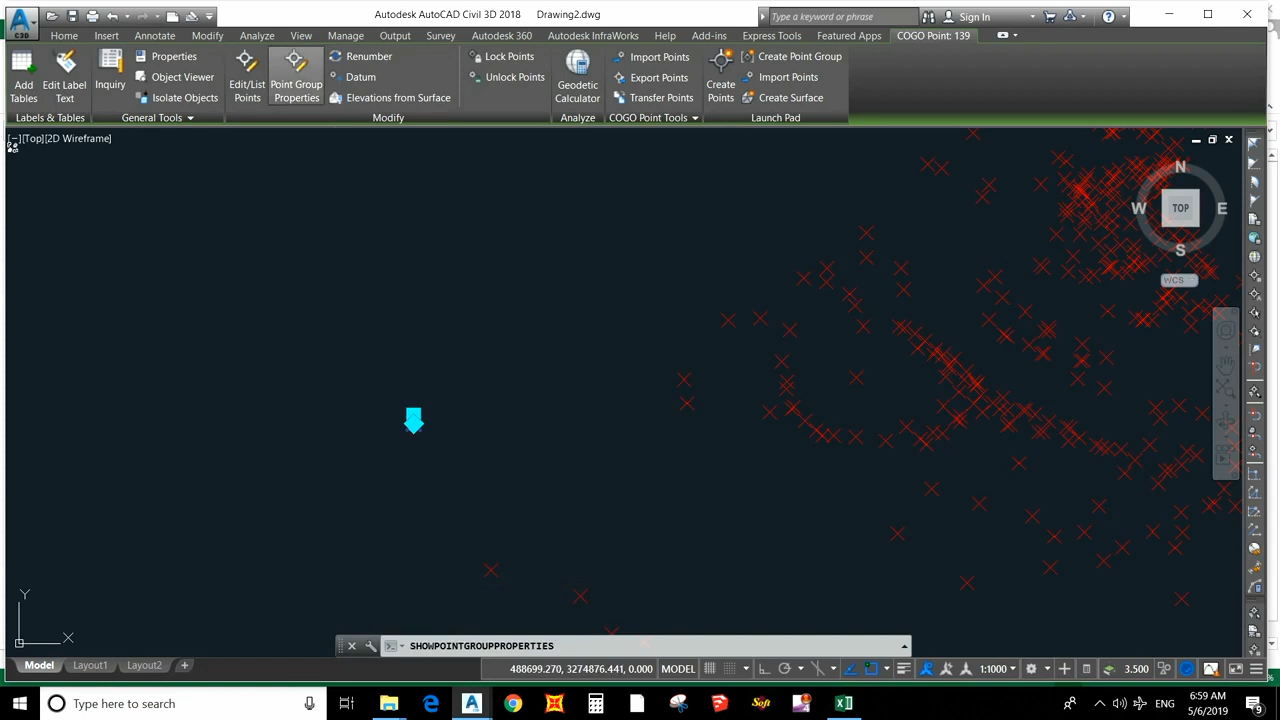 Autodesk AutoCAD Civil 3D 2018 Drawing2.dwg
Type a keyword or phrase
Sign In
C3D
Home Insert Annotate Modify Analyze View Manage Output Survey Autodesk 360 Autodesk InfraWorks Help Add-ins Express Tools Featured Apps COGO Point: 139
Add Tables
Edit Label Text
Labels & Tables
Inquiry
Properties
Object Viewer
Isolate Objects
General Tools
Edit/List Points
Point Group Properties
Renumber
Datum
Elevations from Surface
Lock Points
Unlock Points
Modify
Geodetic Calculator
Analyze
Import Points
Export Points
Transfer Points
COGO Point Tools
Create Points
Create Point Group
Import Points
Create Surface
Launch Pad
[−][Top][2D Wireframe]
N
W TOP E
S
WCS
Y
X
SHOWPOINTGROUPPROPERTIES
Model Layout1 Layout2 +
488699.270, 3274876.441, 0.000 MODEL 1:1000 3.500
Type here to search
Soft
ENG
6:59 AM
5/6/2019
9